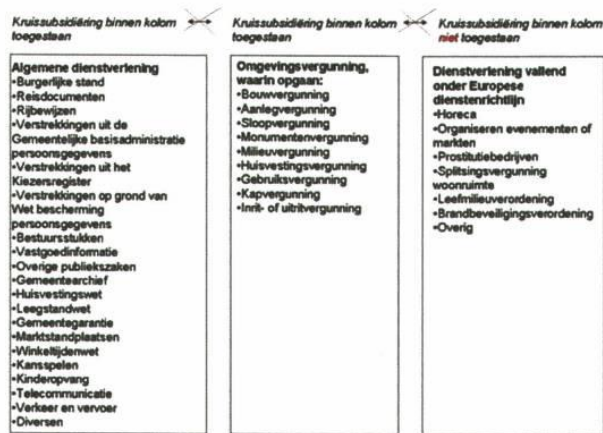 Kruissubsidiëring binnen kolom
toegestaan
Algemene dienstverlening
•Burgerlijke stand
•Reisdocumenten
•Rijbewijzen
•Verstrekkingen uit de
Gemeentelijke basisadministratie
persoonsgegevens
•Verstrekkingen uit het
Kiezersregister
•Verstrekkingen op grond van
Wet bescherming
persoonsgegevens
•Bestuursstukken
•Vastgoedinformatie
•Overige publiekszaken
•Gemeentearchief
•Huisvestingswet
•Leegstandwet
•Gemeentegarantie
•Marktstandplaatsen
•Winkeltijdenwet
•Kansspelen
•Kinderopvang
•Telecommunicatie
•Verkeer en vervoer
•Diversen
Kruissubsidiëring binnen kolom
toegestaan
Omgevingsvergunning,
waarin opgaan:
•Bouwvergunning
•Aanlegvergunning
•Sloopvergunning
•Monumentenvergunning
•Milieuvergunning
•Huisvestingsvergunning
•Gebruiksvergunning
•Kapvergunning
•Inrit- of uitritvergunning
Kruissubsidiëring binnen kolom
niet toegestaan
Dienstverlening vallend
onder Europese
dienstenrichtlijn
•Horeca
•Organiseren evenementen of
markten
•Prostitutiebedrijven
•Splitsingsvergunning
woonruimte
•Leefmilieuverordening
•Brandbeveiligingsverordening
•Overig